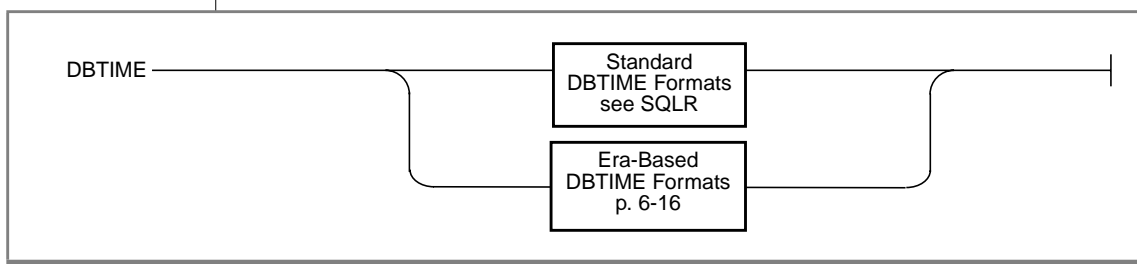 DBTIME
Standard
DBTIME Formats
see SQLR
Era-Based
DBTIME Formats
p. 6-16